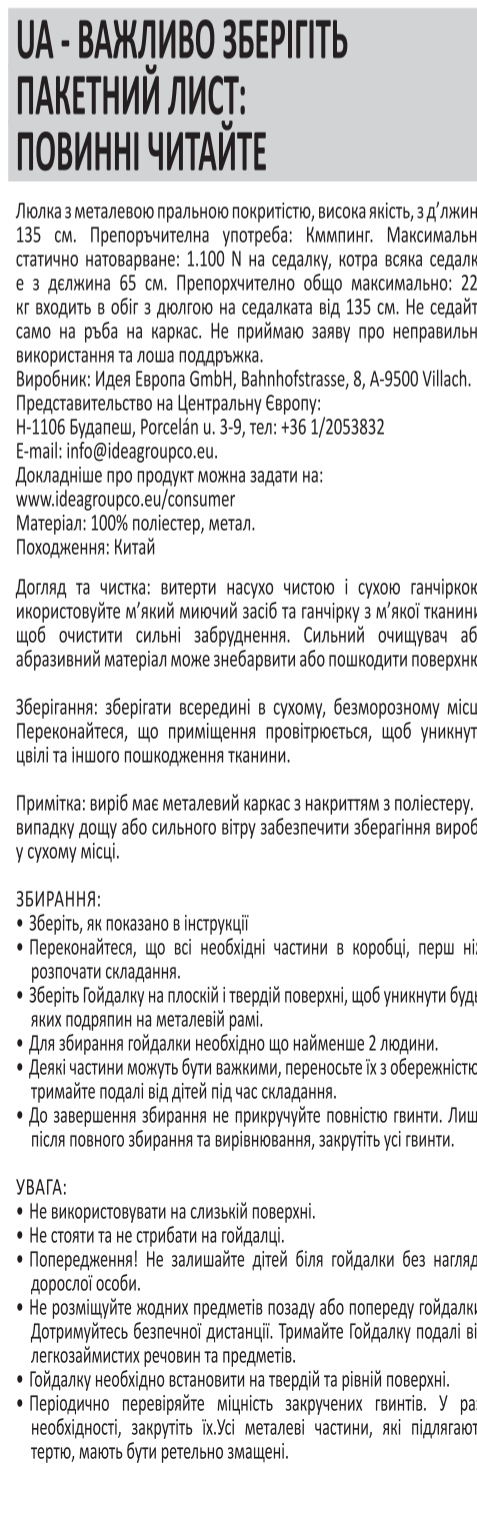 UA - ВАЖЛИВО ЗБЕРІГІТЬ
ПАКЕТНИЙ ЛИСТ:
ПОВИННІ ЧИТАЙТЕ
Люлка з металевою пральною покритістю, висока якість, з д’лжин
135 см. Препоръчителна употреба: Кммпинг. Максимальн
статично натоварване: 1.100 N на седалку, котра всяка седалк
е з дєлжина 65 см. Препорхчително общо максимально: 22
кг входить в обіг з дюлгою на седалката від 135 см. Не седайт
само на ръба на каркас. Не приймаю заяву про неправильн
використання та лоша поддръжка.
Виробник: Идея Европа GmbH, Bahnhofstrasse, 8, A-9500 Villach.
Представительство на Центральну Європу:
H-1106 Будапеш, Porcelán u. 3-9, тел: +36 1/2053832
E-mail: info@ideagroupco.eu.
Докладніше про продукт можна задати на:
www.ideagroupco.eu/consumer
Матеріал: 100% поліестер, метал.
Походження: Китай
Догляд та чистка: витерти насухо чистою і сухою ганчіркою
икористовуйте м’який миючий засіб та ганчірку з м’якої тканини
щоб очистити сильні забруднення. Сильний очищувач аб
абразивний матеріал може знебарвити або пошкодити поверхню
Зберігання: зберігати всередині в сухому, безморозному місц
Переконайтеся, що приміщення провітрюється, щоб уникнут
цвілі та іншого пошкодження тканини.
Примітка: виріб має металевий каркас з накриттям з поліестеру.
випадку дощу або сильного вітру забезпечити зберагіння вироб
у сухому місці.
ЗБИРАННЯ:
• Зберіть, як показано в інструкції
• Переконайтеся, що всі необхідні частини в коробці, перш ніж
розпочати складання.
• Зберіть Гойдалку на плоскій і твердій поверхні, щоб уникнути будь
яких подряпин на металевій рамі.
• Для збирання гойдалки необхідно що найменше 2 людини.
• Деякі частини можуть бути важкими, переносьте їх з обережністю
тримайте подалі від дітей під час складання.
• До завершення збирання не прикручуйте повністю гвинти. Лиш
після повного збирання та вирівнювання, закрутіть усі гвинти.
УВАГА:
• Не використовувати на слизькій поверхні.
• Не стояти та не стрибати на гойдалці.
• Попередження! Не залишайте дітей біля гойдалки без нагляд
дорослої особи.
• Не розміщуйте жодних предметів позаду або попереду гойдалки
Дотримуйтесь безпечної дистанції. Тримайте Гойдалку подалі ві
легкозаймистих речовин та предметів.
• Гойдалку необхідно встановити на твердій та рівній поверхні.
• Періодично перевіряйте міцність закручених гвинтів. У раз
необхідності, закрутіть їх.Усі металеві частини, які підлягают
тертю, мають бути ретельно змащені.